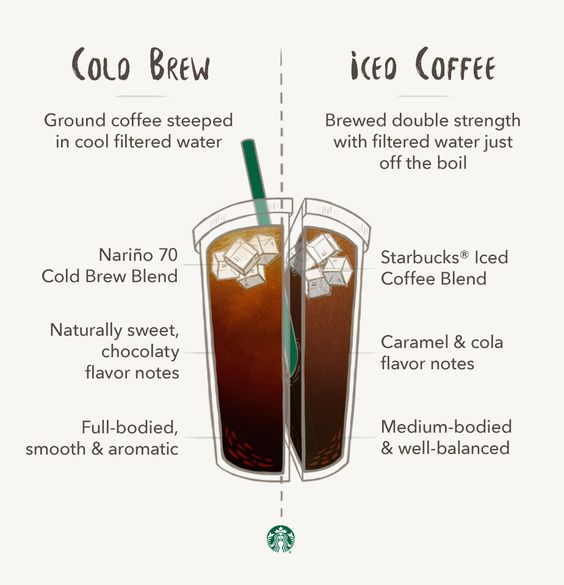 COLD BREW
Ground coffee steeped
in cool filtered water
Nariño 70
Cold Brew Blend
Naturally sweet,
chocolaty
flavor notes
Full-bodied,
smooth & aromatic
iCED COFFEE
Brewed double strength
with filtered water just
off the boil
Starbucks® Iced
Coffee Blend
Caramel & cola
flavor notes
Medium-bodied
& well-balanced